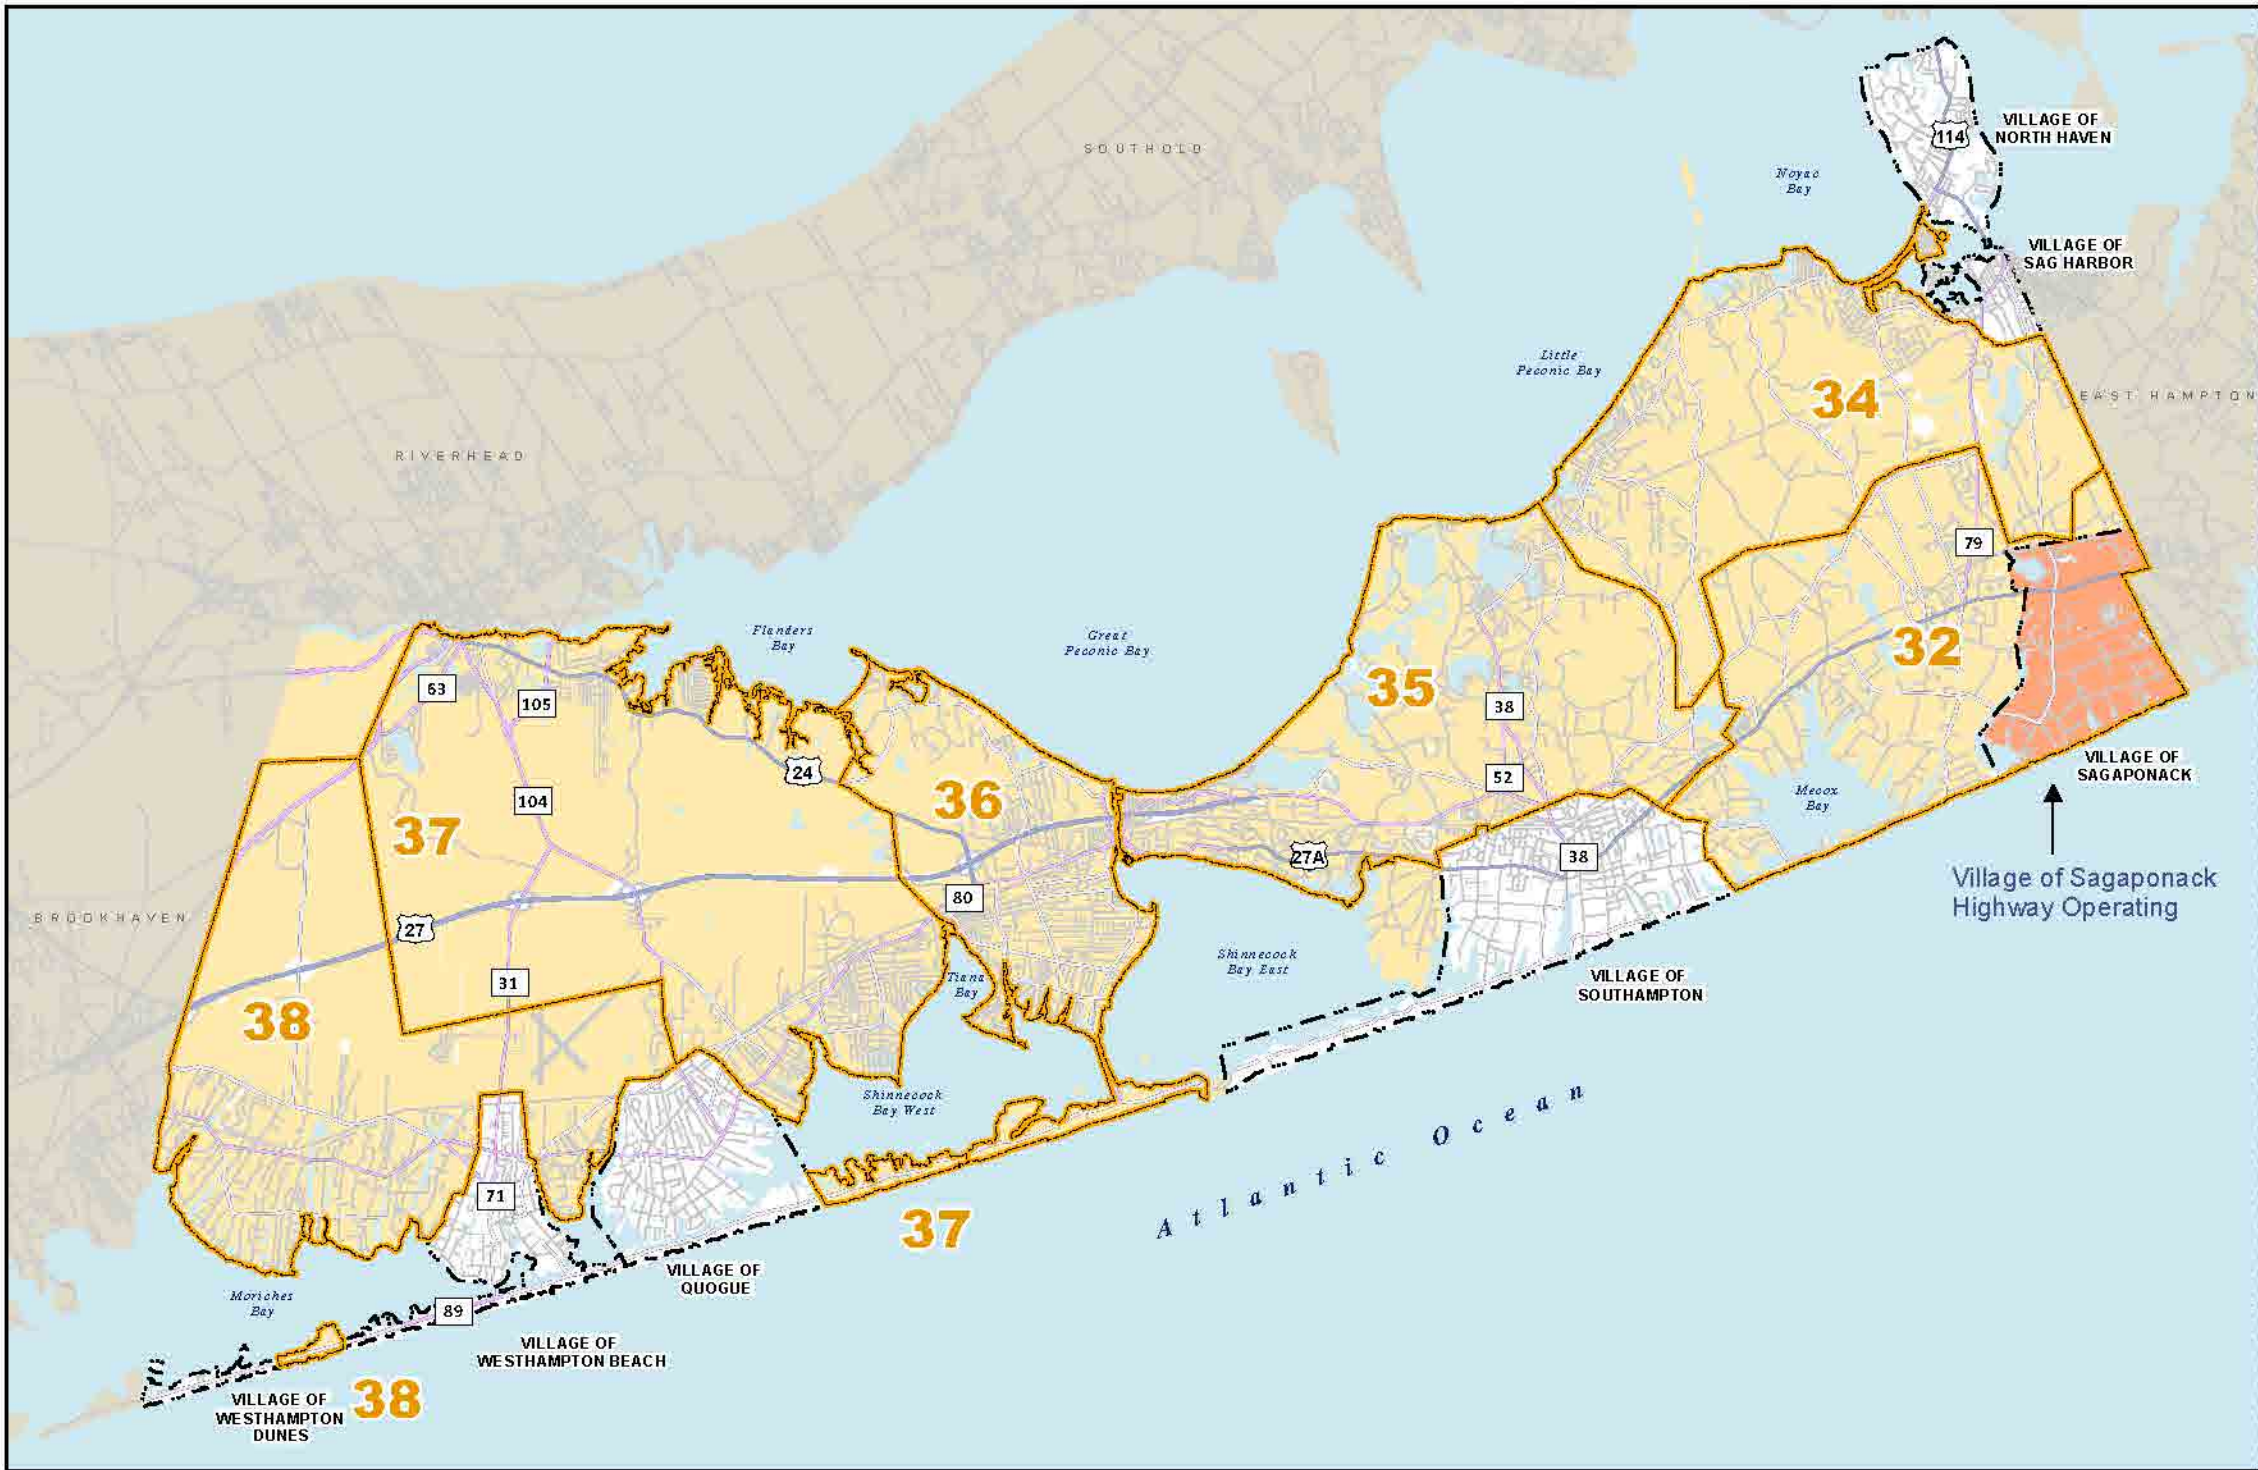 VILLAGE OF
NORTH HAVEN
114
SOUTHOLD
Noyac
Bay
VILLAGE OF
SAG HARBOR
Little
Peconic Bay
34
EAST HAMPTON
RIVERHEAD
79
Flanders
Bay
Great
Peconic Bay
32
35
63
105
38
24
52
VILLAGE OF
SAGAPONACK
104
36
Mecox
Bay
37
27A
38
Village of Sagaponack
Highway Operating
80
BROOKHAVEN
27
Shinnecock
Bay East
Tiana
Bay
31
VILLAGE OF
SOUTHAMPTON
38
Shinnecock
Bay West
Atlantic Ocean
71
37
VILLAGE OF
QUOGUE
Moriches
Bay
89
VILLAGE OF
WESTHAMPTON BEACH
VILLAGE OF
WESTHAMPTON
DUNES
38